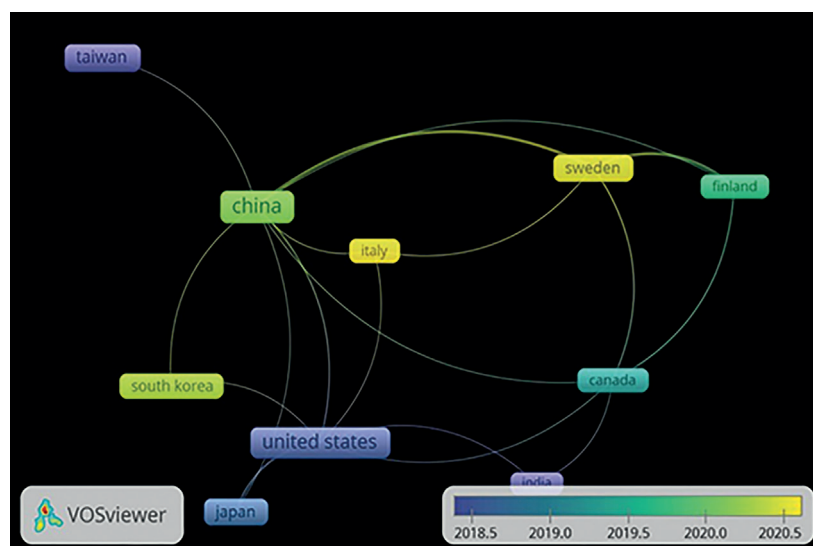 taiwan
sweden
finland
china
italy
canada
south korea
united states
india
japan
VOSviewer
2018.5 2019.0 2019.5 2020.0 2020.5